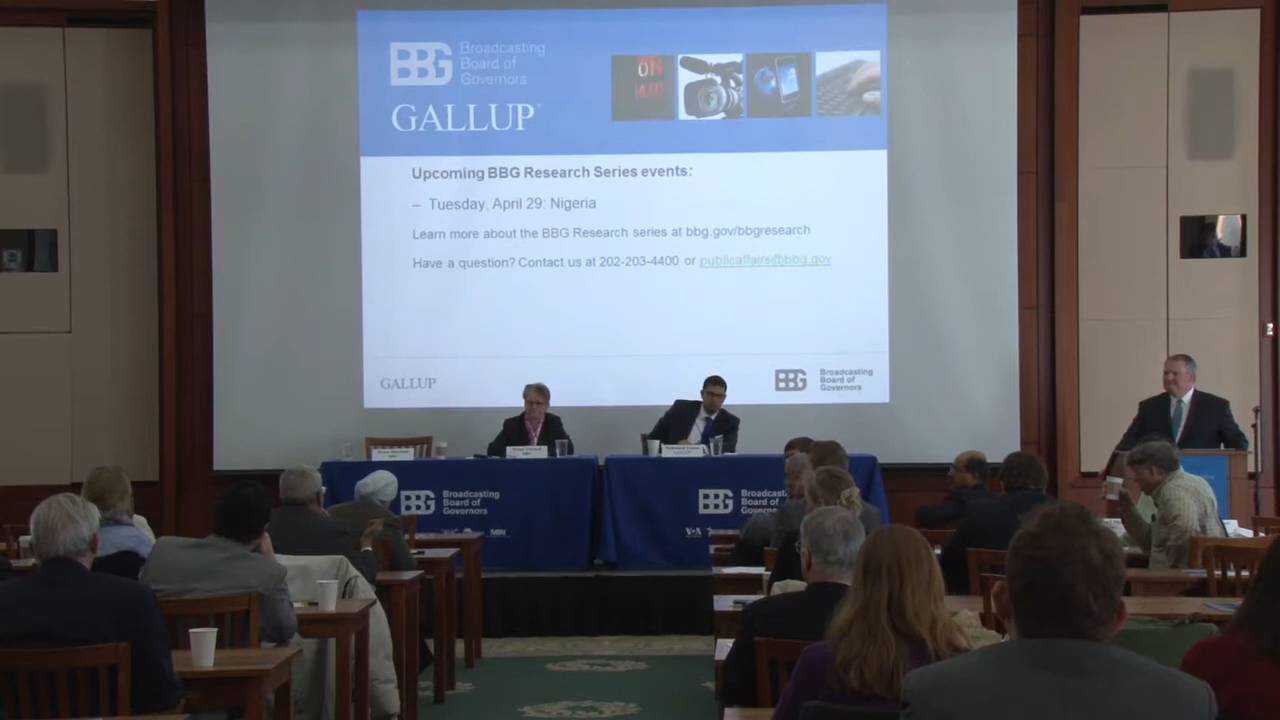 BBG Broadcasting
Board of
Governors
GALLUP
ON
AIR
Upcoming BBG Research Series events:
– Tuesday, April 29: Nigeria
Learn more about the BBG Research series at bbg.gov/bbgresearch
Have a question? Contact us at 202-203-4400 or publicaffairs@bbg.gov
GALLUP
BBG Broadcasting
Board of
Governors
BBG Broadcasting
Board of
Governors
MBN
BBG Broadcasting
Board of
Governors
VOA